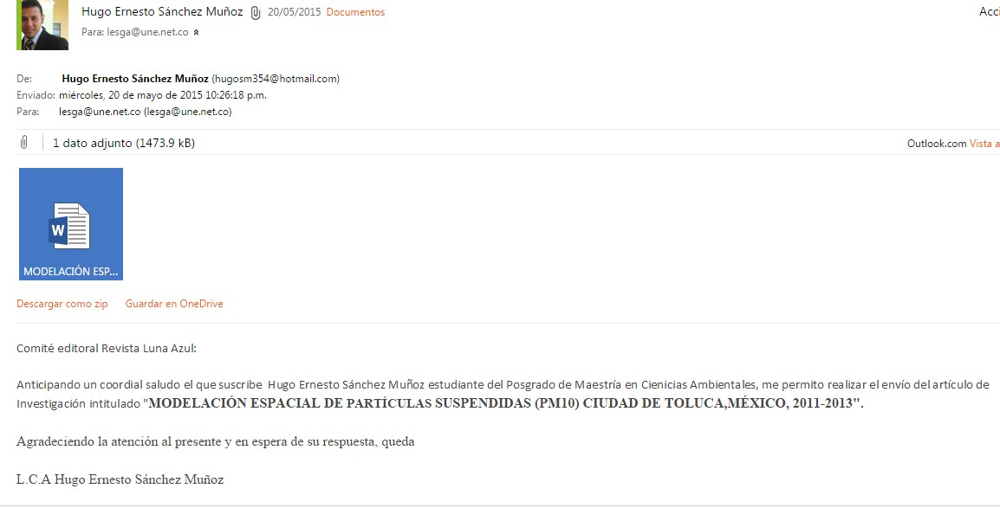 Hugo Ernesto Sánchez Muñoz 20/05/2015 Documentos
Acci
Para: lesga@une.net.co
De: Hugo Ernesto Sánchez Muñoz (hugosm354@hotmail.com)
Enviado: miércoles, 20 de mayo de 2015 10:26:18 p.m.
Para: lesga@une.net.co (lesga@une.net.co)
1 dato adjunto (1473.9 kB)
Outlook.com Vista a
W
MODELACIÓN ESP...
Descargar como zip Guardar en OneDrive
Comité editoral Revista Luna Azul:
Anticipando un coordial saludo el que suscribe Hugo Ernesto Sánchez Muñoz estudiante del Posgrado de Maestría en Cienicias Ambientales, me permito realizar el envío del artículo de
Investigación intitulado "MODELACIÓN ESPACIAL DE PARTÍCULAS SUSPENDIDAS (PM10) CIUDAD DE TOLUCA,MÉXICO, 2011-2013".
Agradeciendo la atención al presente y en espera de su respuesta, queda
L.C.A Hugo Ernesto Sánchez Muñoz